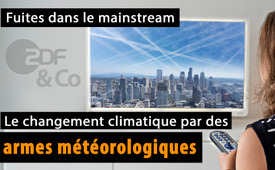 Fuites dans le mainstream
ZDF
& Co
Le changement climatique par des
armes météorologiques